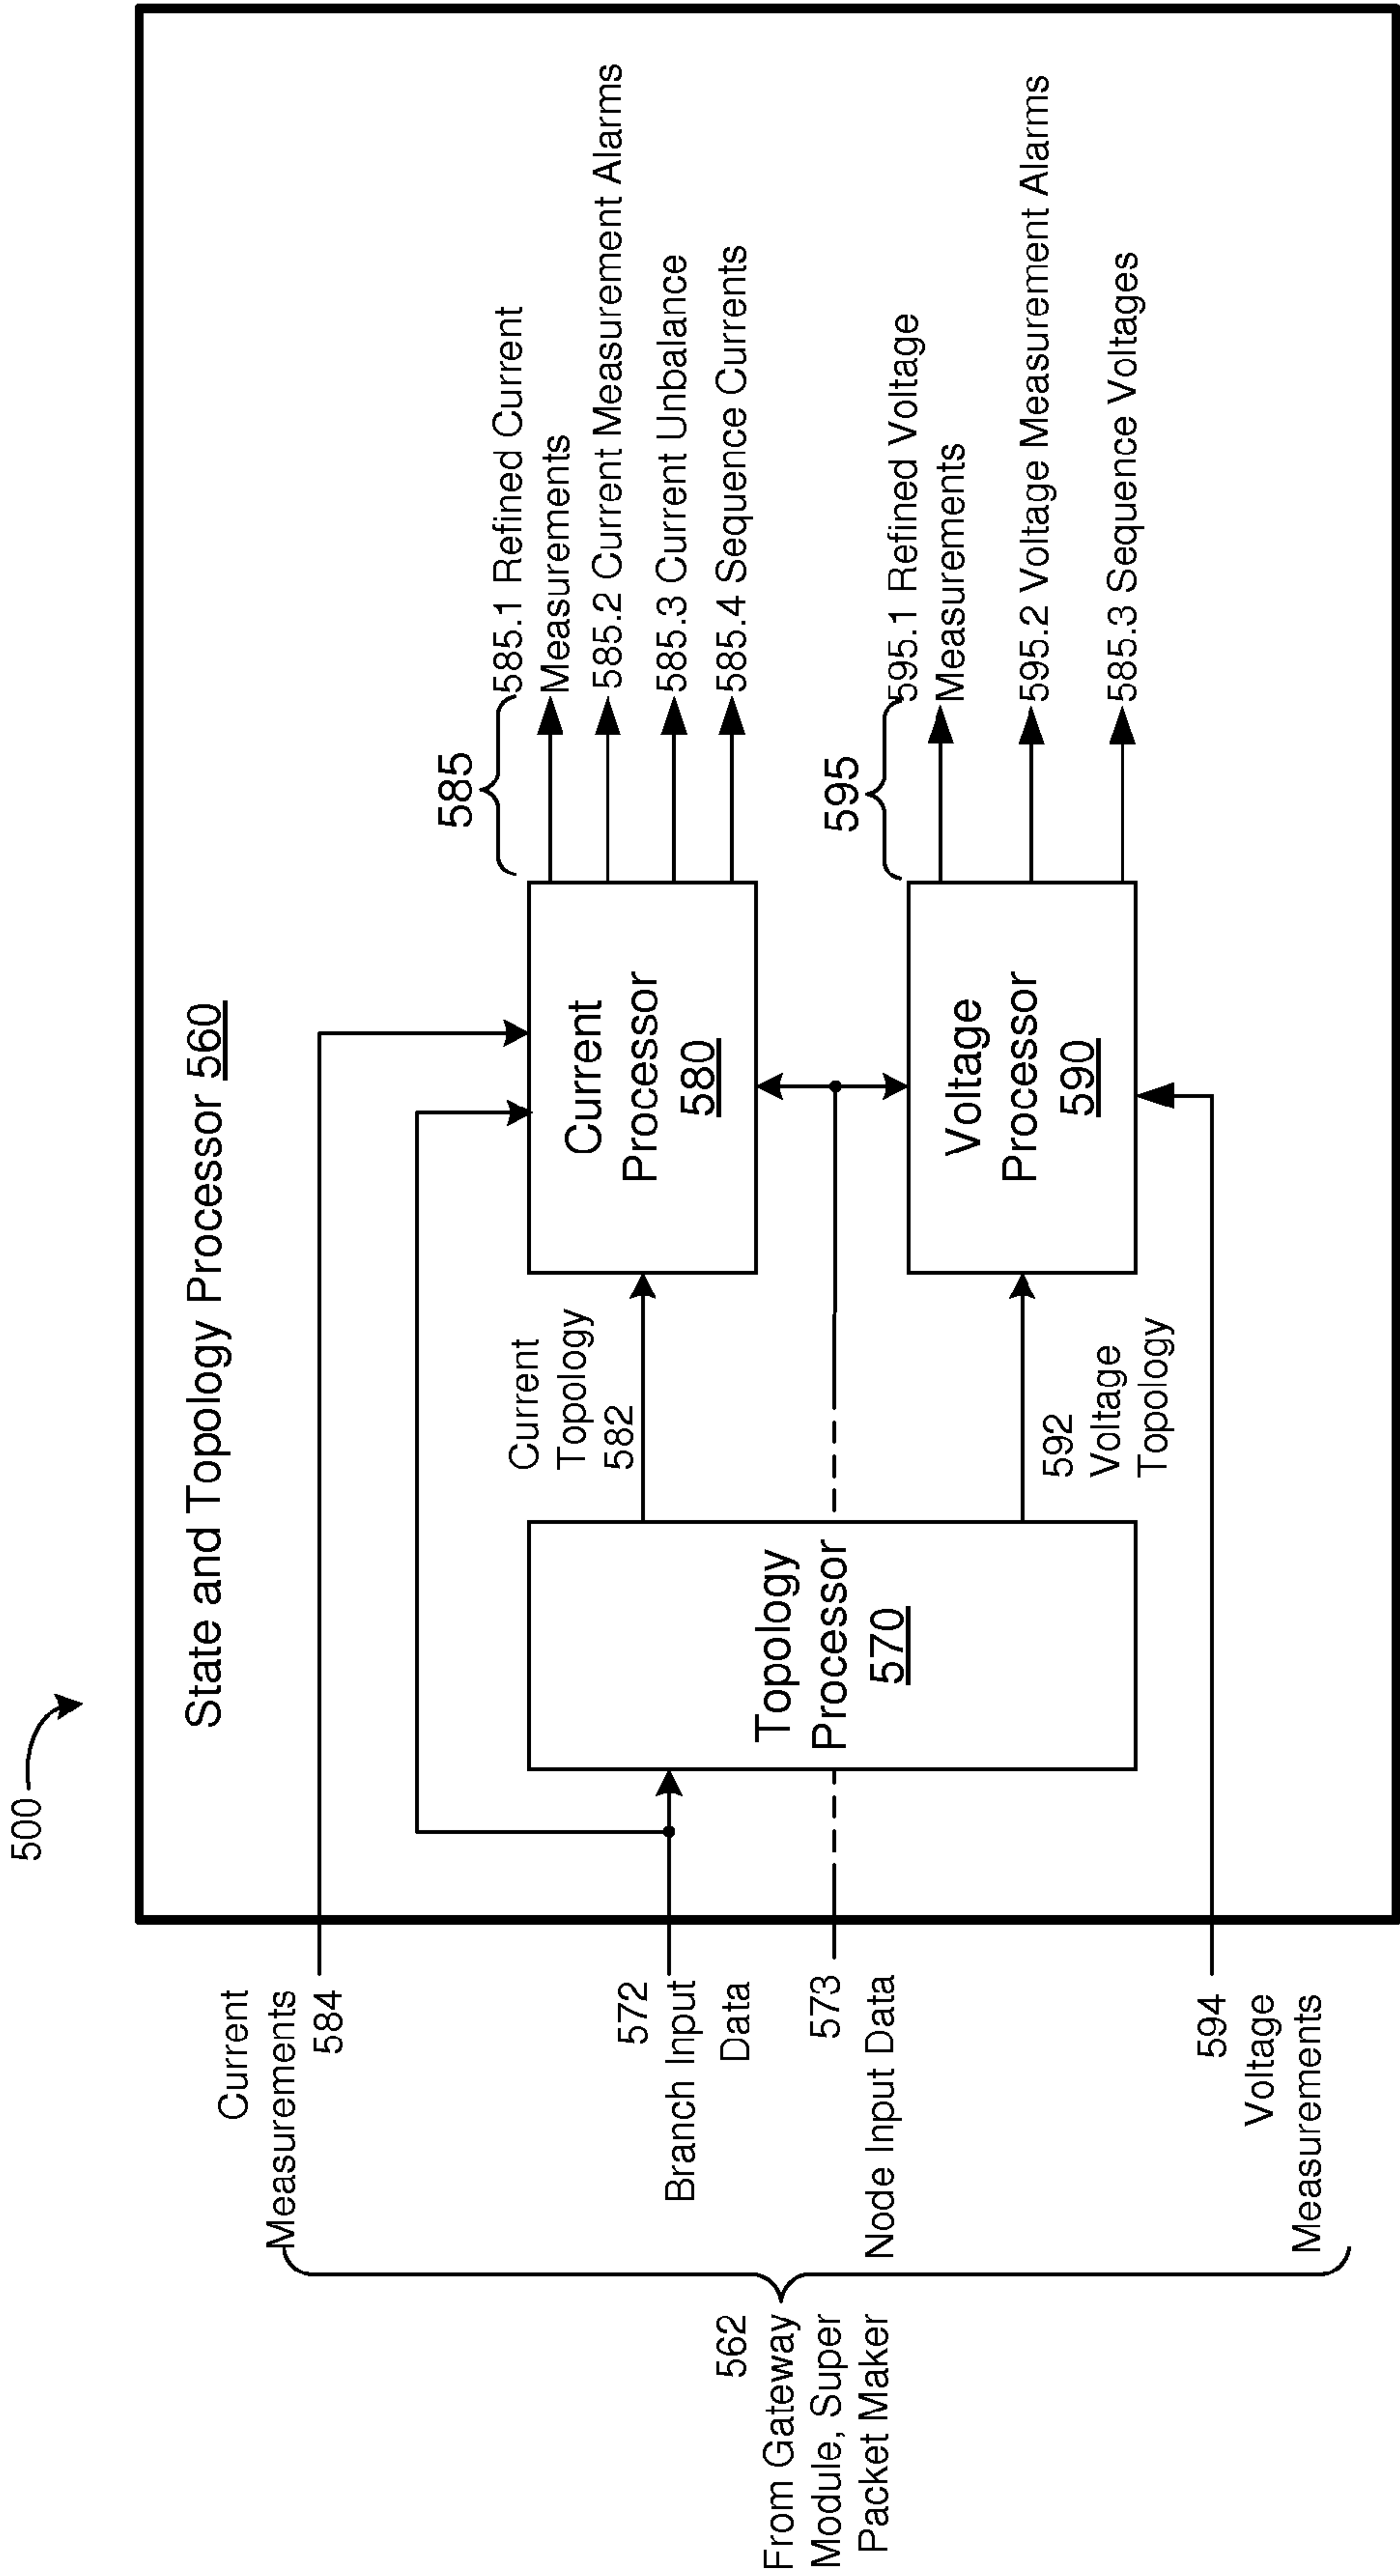 500
State and Topology Processor 560
Current
Measurements
584
572
Branch Input
Data
573
Node Input Data
594
Voltage
Measurements
562
From Gateway
Module, Super
Packet Maker
Topology
Processor
570
Current
Topology
582
592
Voltage
Topology
Current
Processor
580
Voltage
Processor
590
585
585.1 Refined Current
Measurements
585.2 Current Measurement Alarms
585.3 Current Unbalance
585.4 Sequence Currents
595
595.1 Refined Voltage
Measurements
595.2 Voltage Measurement Alarms
585.3 Sequence Voltages